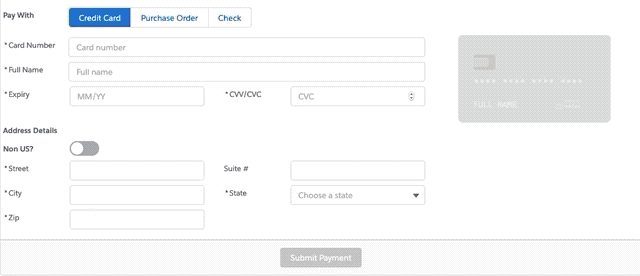 Pay With Credit Card Purchase Order Check
* Card Number Card number
* Full Name Full name
* Expiry MM/YY * CVV/CVC CVC
**** **** **** ****
FULL NAME
Address Details
Non US?
* Street Suite #
* City * State Choose a state
* Zip
Submit Payment